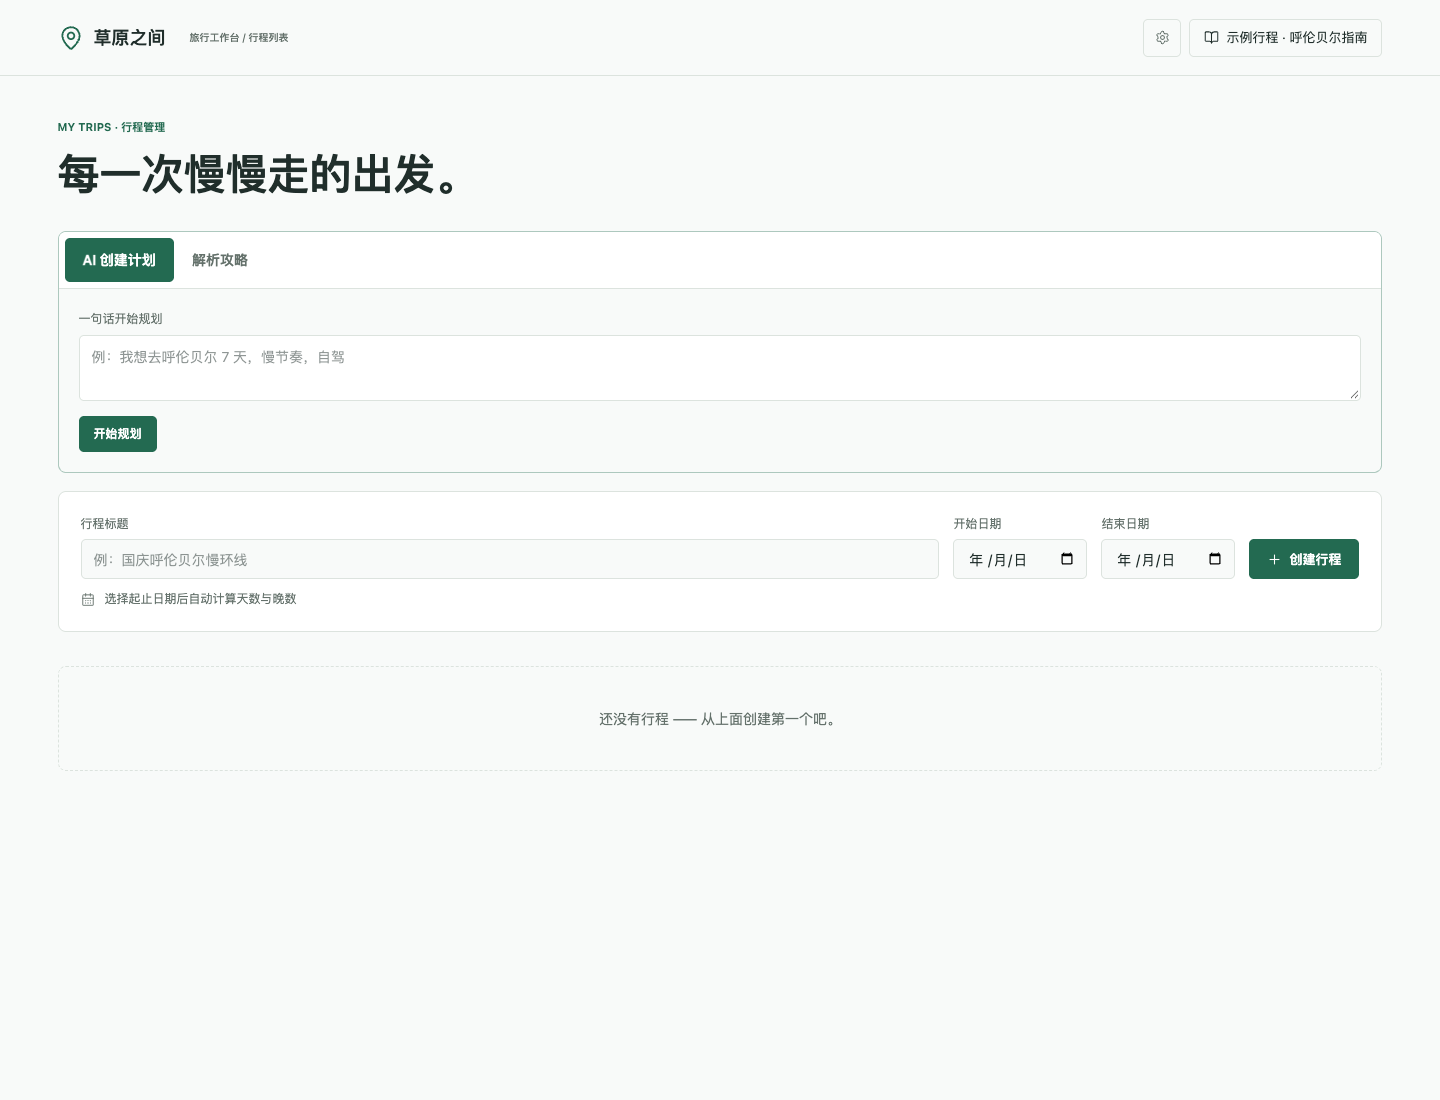 草原之间
旅行工作台 / 行程列表
示例行程 · 呼伦贝尔指南
MY TRIPS · 行程管理
每一次慢慢走的出发。
AI 创建计划
解析攻略
一句话开始规划
例：我想去呼伦贝尔 7 天，慢节奏，自驾
开始规划
行程标题
开始日期
结束日期
例：国庆呼伦贝尔慢环线
年 /月/日
年 /月/日
创建行程
选择起止日期后自动计算天数与晚数
还没有行程 —— 从上面创建第一个吧。